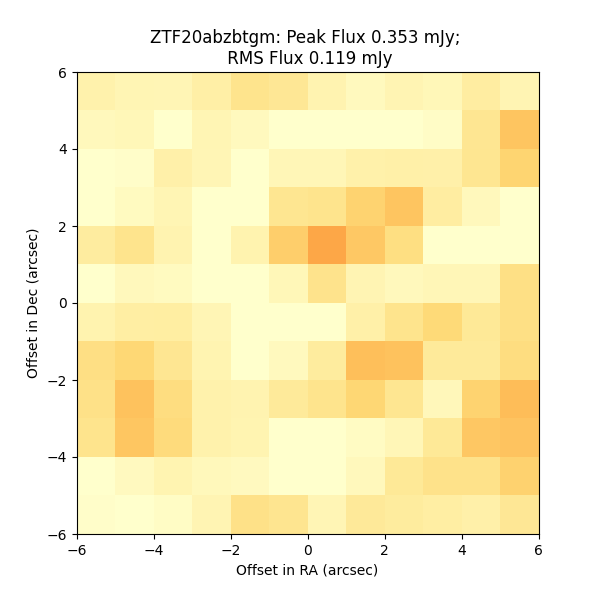 ZTF20abzbtgm: Peak Flux 0.353 mJy;
RMS Flux 0.119 mJy
6
4
2
0
−2
−4
−6
Offset in Dec (arcsec)
−6 −4 −2 0 2 4 6
Offset in RA (arcsec)